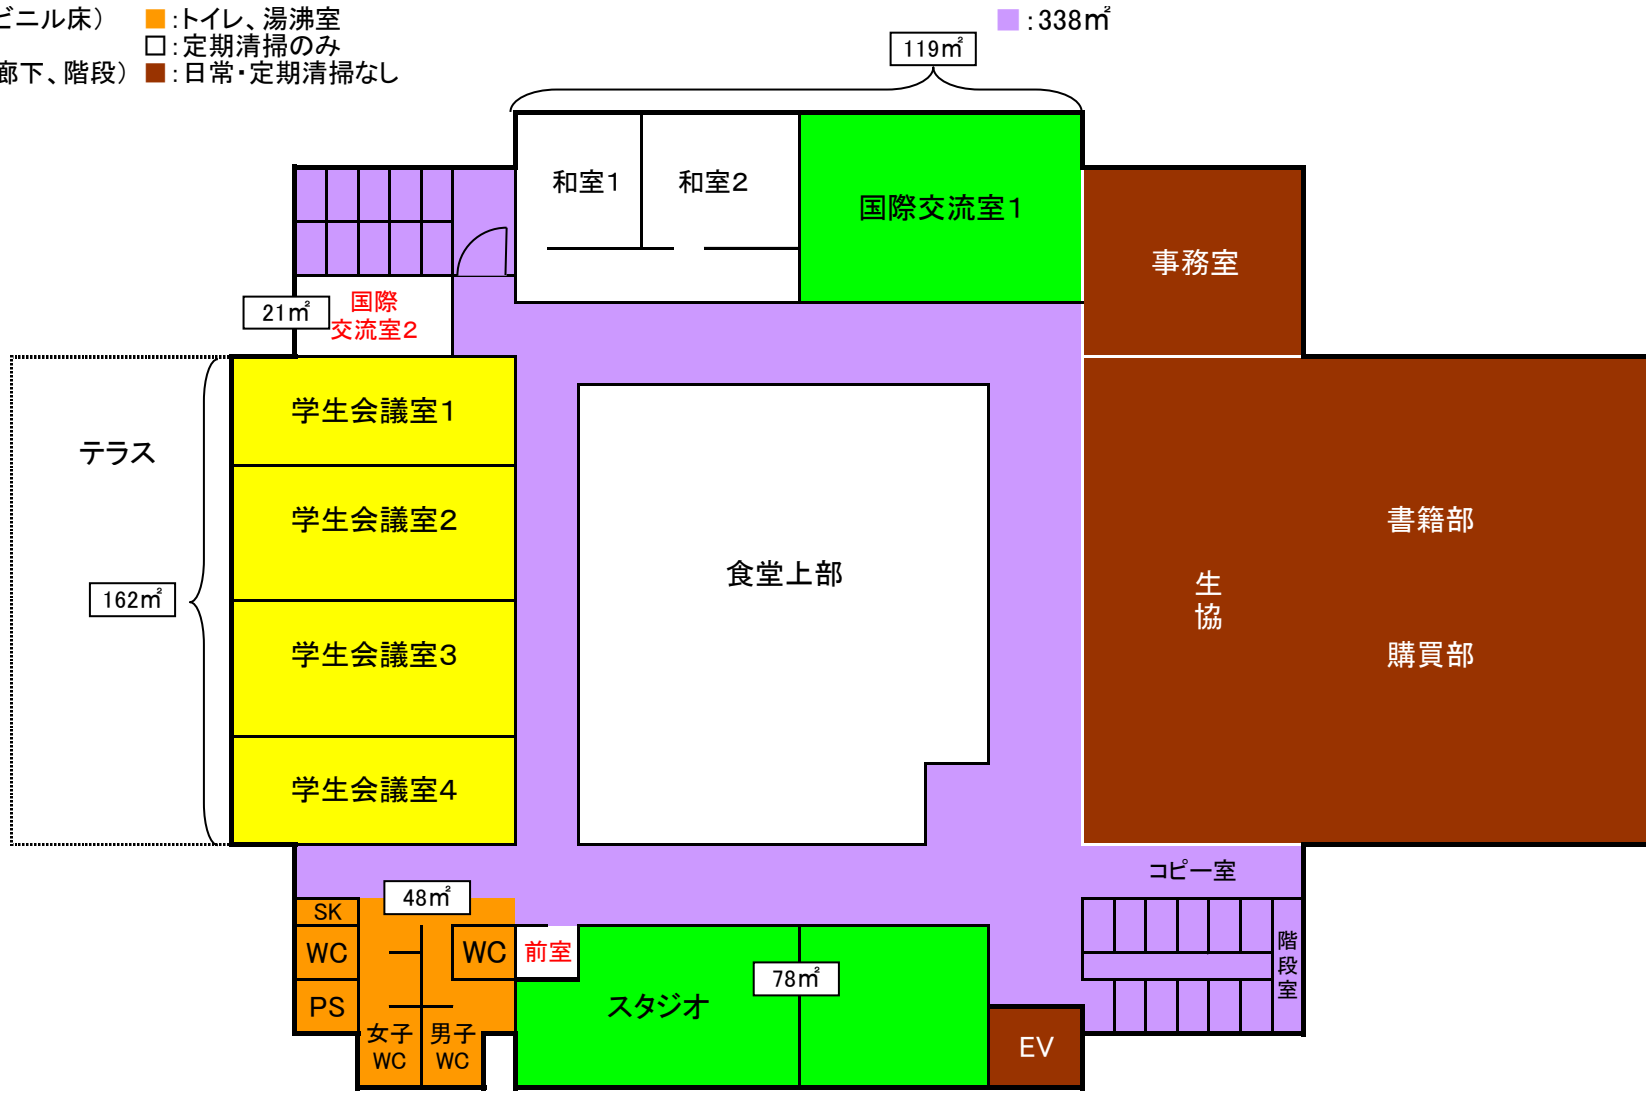 ビニル床）　■：トイレ、湯沸室
□：定期清掃のみ
廊下、階段）■：日常・定期清掃なし
■：338㎡
119㎡
和室1
和室2
国際交流室1
事務室
21㎡
国際
交流室2
学生会議室1
学生会議室2
学生会議室3
学生会議室4
テラス
162㎡
食堂上部
生
協
書籍部
購買部
コピー室
階
段
室
48㎡
SK
WC
PS
WC
前室
女子
WC
男子
WC
スタジオ
78㎡
EV